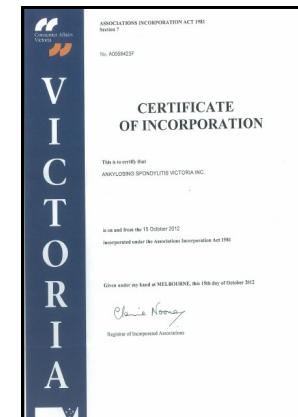 Consumer Affairs
Victoria
VICTORIA
ASSOCIATIONS INCORPORATION ACT 1981
Section 7
CERTIFICATE
OF INCORPORATION
This is to certify that
ANKYLOSING SPONDYLITIS VICTORIA INC.
is on and from the 15 October 2012
incorporated under the Associations Incorporation Act 1981
Given under my hand at MELBOURNE, this 15th day of October 2012
Registrar of Incorporated Associations